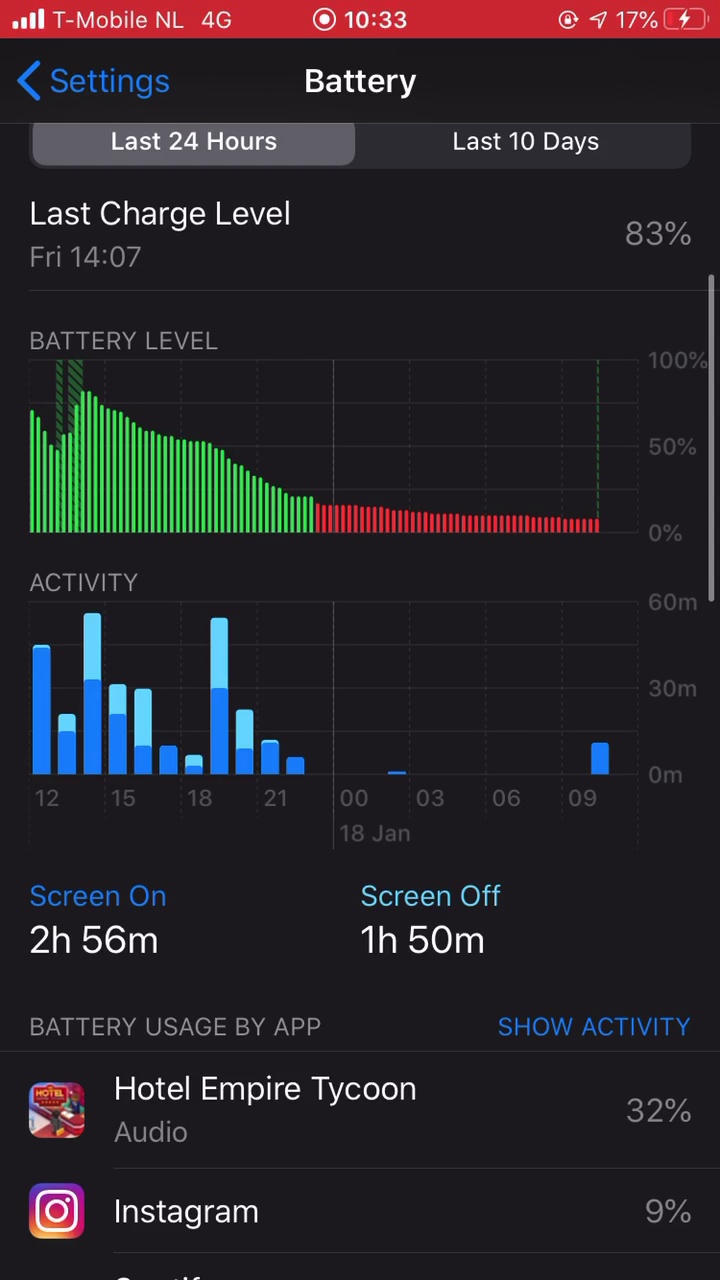 T-Mobile NL 4G 10:33 17%
Settings Battery
Last 24 Hours Last 10 Days
Last Charge Level
83%
Fri 14:07
BATTERY LEVEL
100%
50%
0%
ACTIVITY
60m
30m
0m
12 15 18 21 00 03 06 09
18 Jan
Screen On Screen Off
2h 56m 1h 50m
BATTERY USAGE BY APP SHOW ACTIVITY
HOTEL
Hotel Empire Tycoon
32%
Audio
Instagram 9%